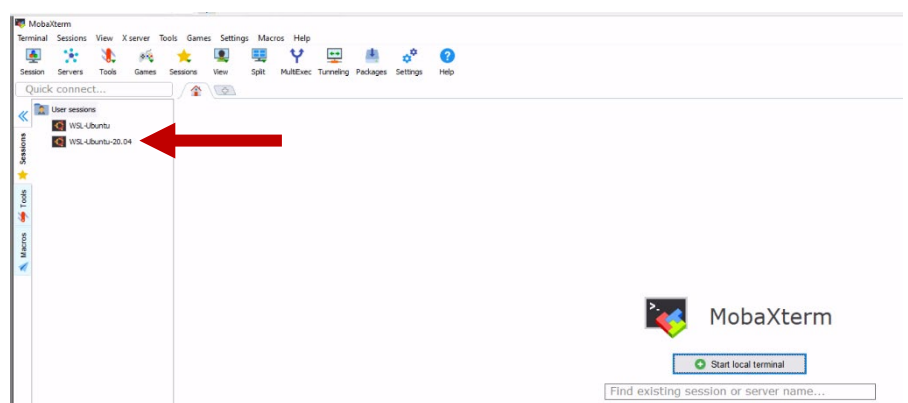 MobaXterm
Terminal Sessions View X server Tools Games Settings Macros Help
Session Servers Tools Games Sessions View Split MultiExec Tunneling Packages Settings Help
Quick connect...
User sessions
WSL-Ubuntu
WSL-Ubuntu-20.04
Sessions
Tools
Macros
MobaXterm
Start local terminal
Find existing session or server name...